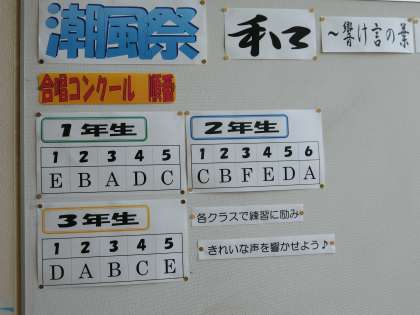 潮風祭 和 ～響け言の葉
合唱コンクール 順番
1年生
1 2 3 4 5
E B A D C
2年生
1 2 3 4 5 6
C B F E D A
3年生
1 2 3 4 5
D A B C E
各クラスで練習に励み
きれいな声を響かせよう♪